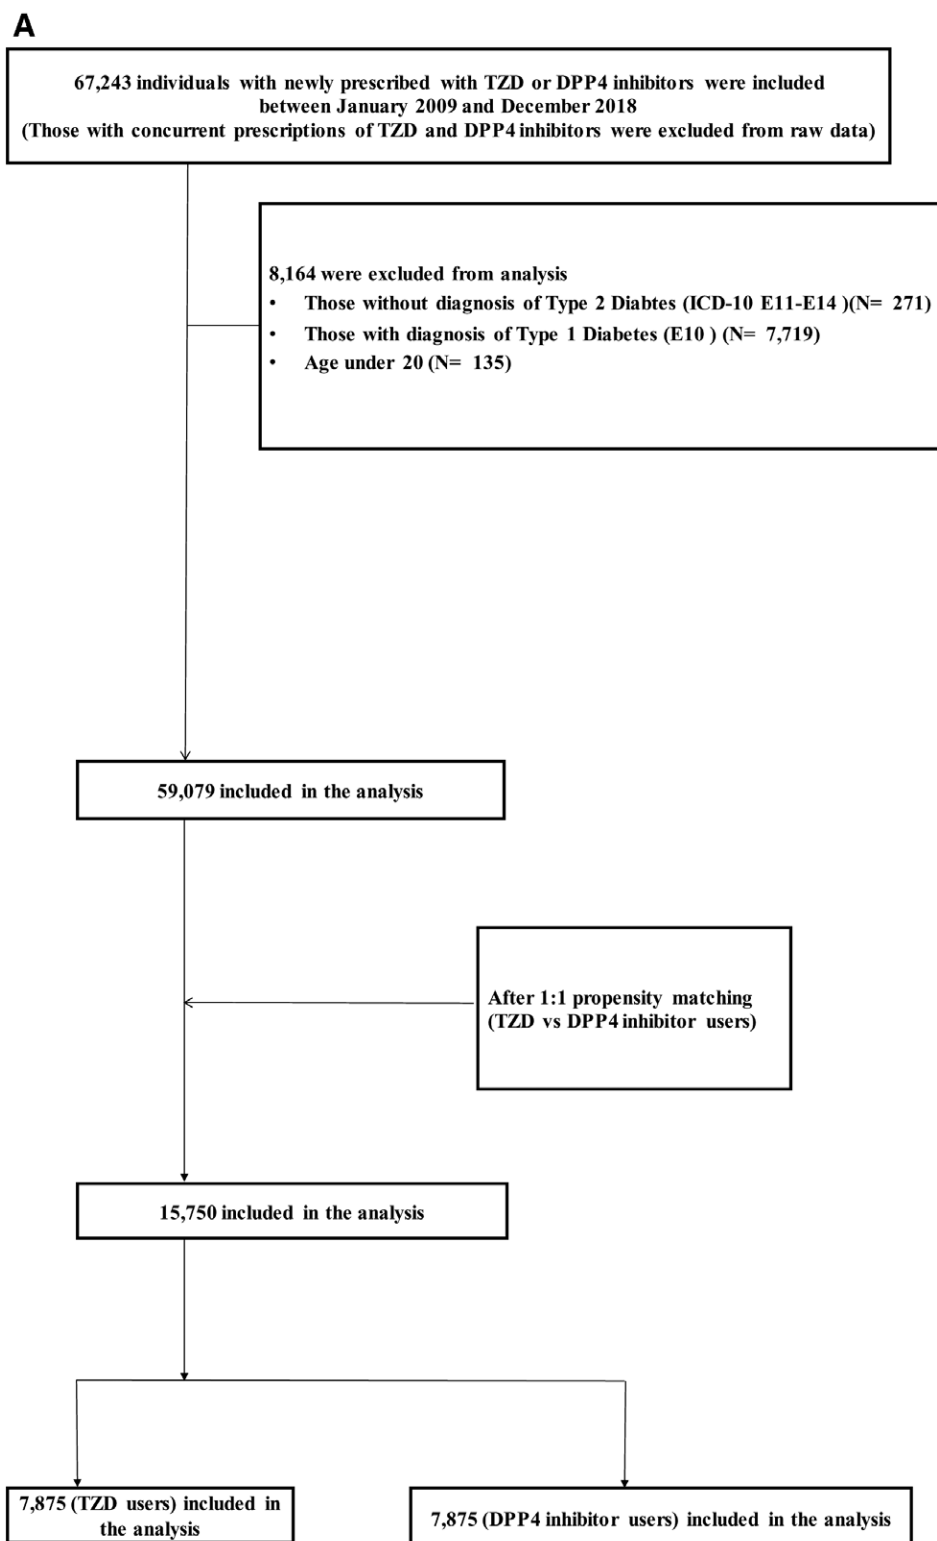 A
67,243 individuals with newly prescribed with TZD or DPP4 inhibitors were included
between January 2009 and December 2018
(Those with concurrent prescriptions of TZD and DPP4 inhibitors were excluded from raw data)
8,164 were excluded from analysis
• Those without diagnosis of Type 2 Diabtes (ICD-10 E11-E14 )(N= 271)
• Those with diagnosis of Type 1 Diabetes (E10 ) (N= 7,719)
• Age under 20 (N= 135)
59,079 included in the analysis
After 1:1 propensity matching
(TZD vs DPP4 inhibitor users)
15,750 included in the analysis
7,875 (TZD users) included in
the analysis
7,875 (DPP4 inhibitor users) included in the analysis